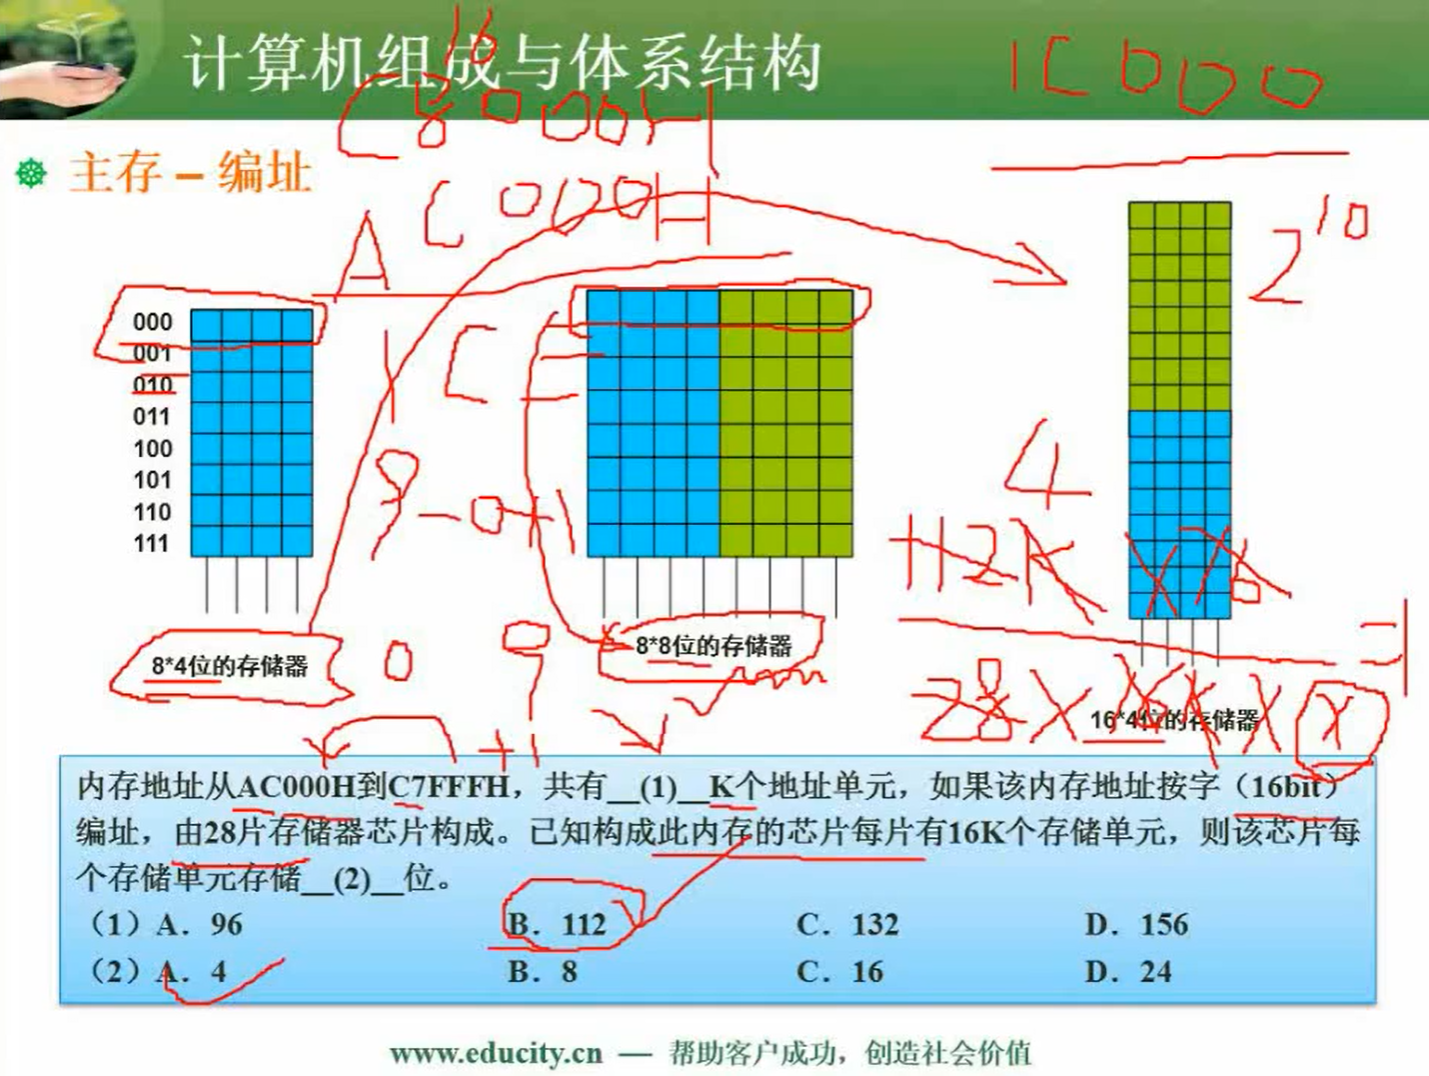 计算机组成与体系结构
1C000
16
C8000H
主存 – 编址
C000H
A
2^10
000
001
010
011
100
101
110
111
4
112K
8*4位的存储器
8*8位的存储器
16*4位的存储器
内存地址从AC000H到C7FFFH，共有__(1)__K个地址单元，如果该内存地址按字（16bit）
编址，由28片存储器芯片构成。已知构成此内存的芯片每片有16K个存储单元，则该芯片每
个存储单元存储__(2)__位。
（1）A．96 B．112 C．132 D．156
（2）A．4 B．8 C．16 D．24
www.educity.cn — 帮助客户成功，创造社会价值